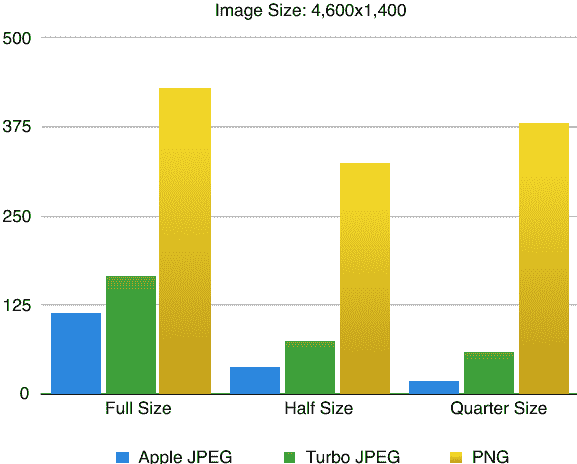 Image Size: 4,600x1,400
500
375
250
125
0
Full Size Half Size Quarter Size
Apple JPEG Turbo JPEG PNG